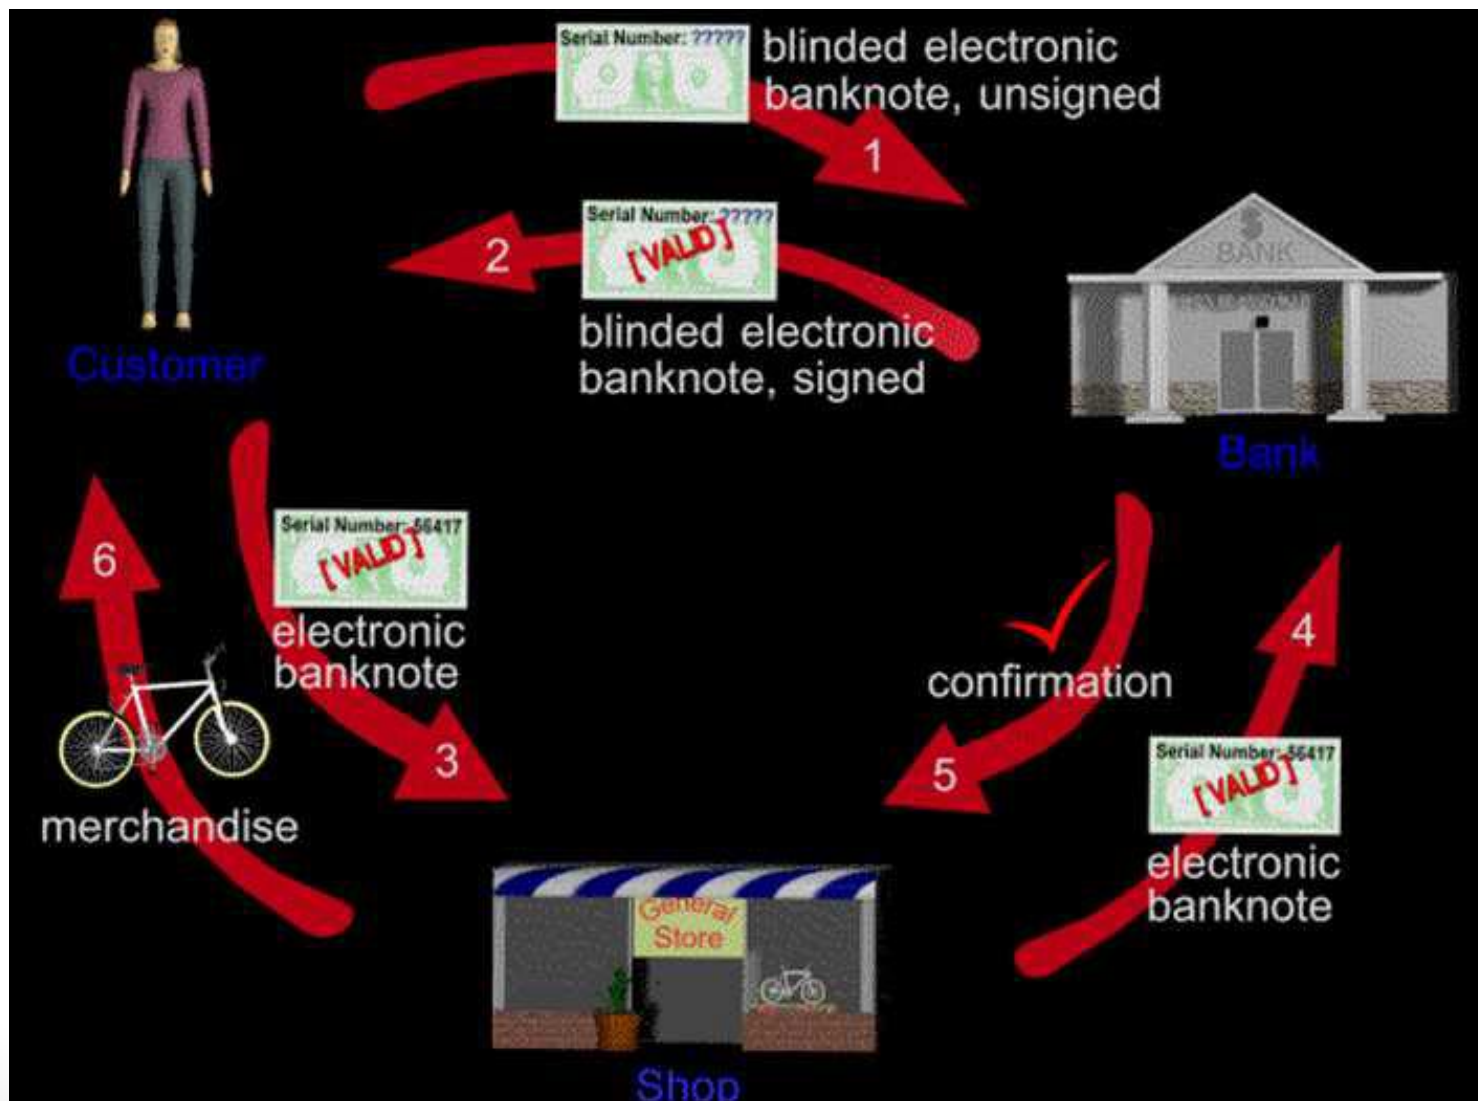 Serial Number: ?????
blinded electronic
banknote, unsigned
1
Serial Number: ?????
[VALID]
2
blinded electronic
banknote, signed
$
BANK
Customer
Bank
Serial Number: 56417
[VALID]
electronic
banknote
3
6
merchandise
confirmation
5
4
Serial Number: 56417
[VALID]
electronic
banknote
General
Store
Shop